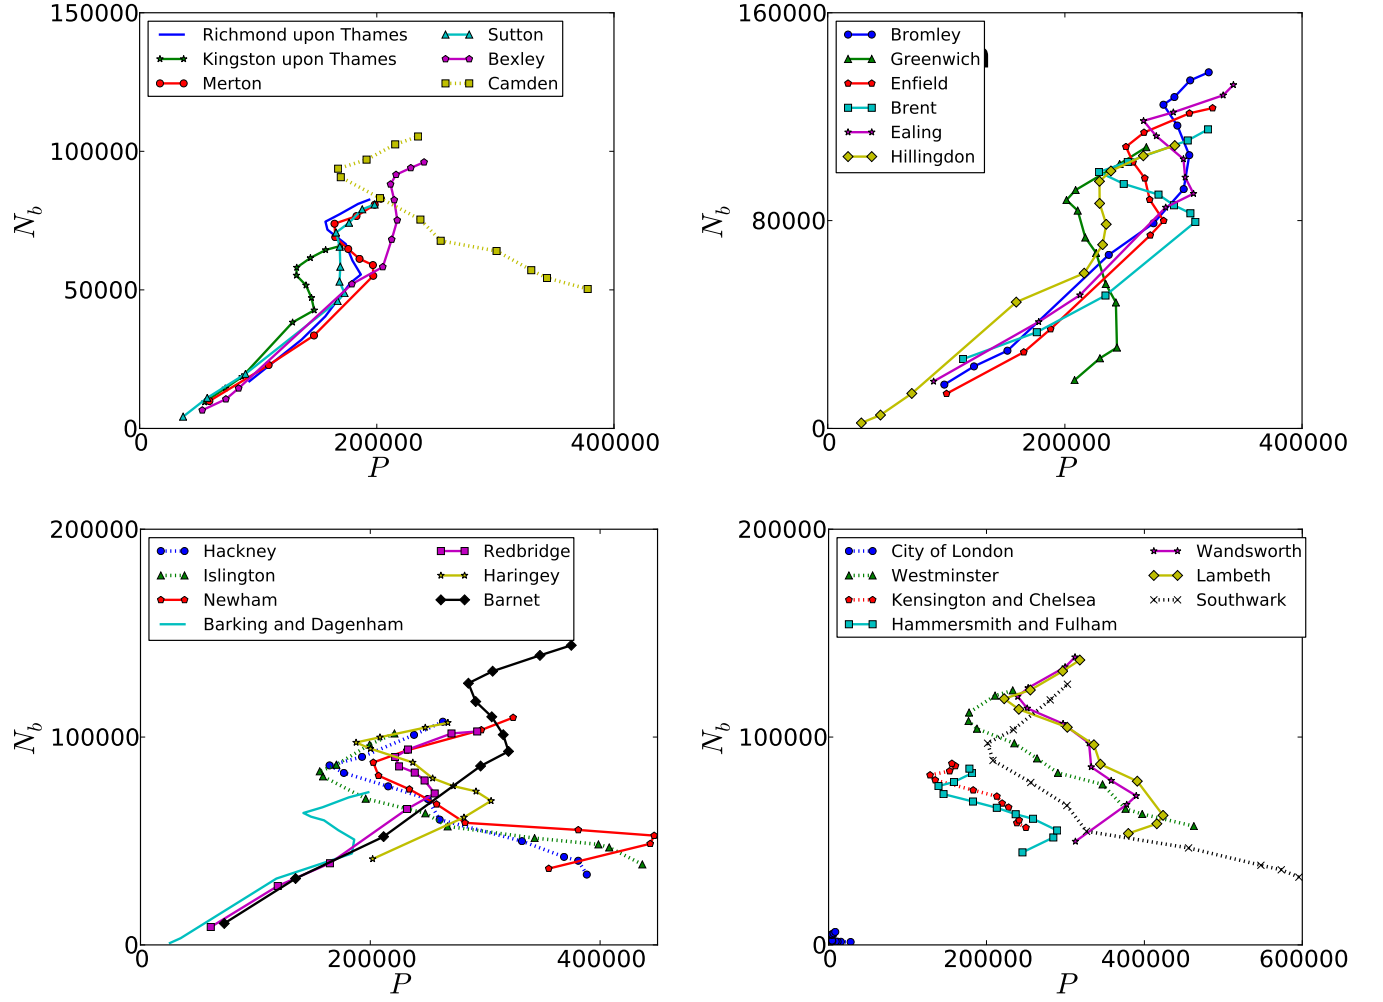 150000
100000
50000
0
N_b
Richmond upon Thames
Kingston upon Thames
Merton
Sutton
Bexley
Camden
0 200000 400000
P
160000
80000
0
N_b
Bromley
Greenwich
Enfield
Brent
Ealing
Hillingdon
0 200000 400000
P
200000
100000
0
N_b
Hackney
Islington
Newham
Barking and Dagenham
Redbridge
Haringey
Barnet
0 200000 400000
P
200000
100000
0
N_b
City of London
Westminster
Kensington and Chelsea
Hammersmith and Fulham
Wandsworth
Lambeth
Southwark
0 200000 400000 600000
P